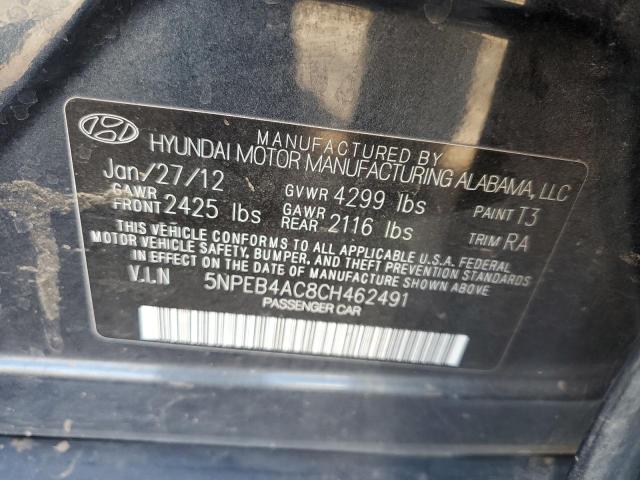 MANUFACTURED BY
HYUNDAI MOTOR MANUFACTURING ALABAMA, LLC
Jan/27/12 GVWR 4299 lbs PAINT T3
GAWR FRONT 2425 lbs GAWR REAR 2116 lbs TRIM RA
THIS VEHICLE CONFORMS TO ALL APPLICABLE U.S.A. FEDERAL
MOTOR VEHICLE SAFETY, BUMPER, AND THEFT PREVENTION STANDARDS
IN EFFECT ON THE DATE OF MANUFACTURE SHOWN ABOVE
V.I.N 5NPEB4AC8CH462491
PASSENGER CAR